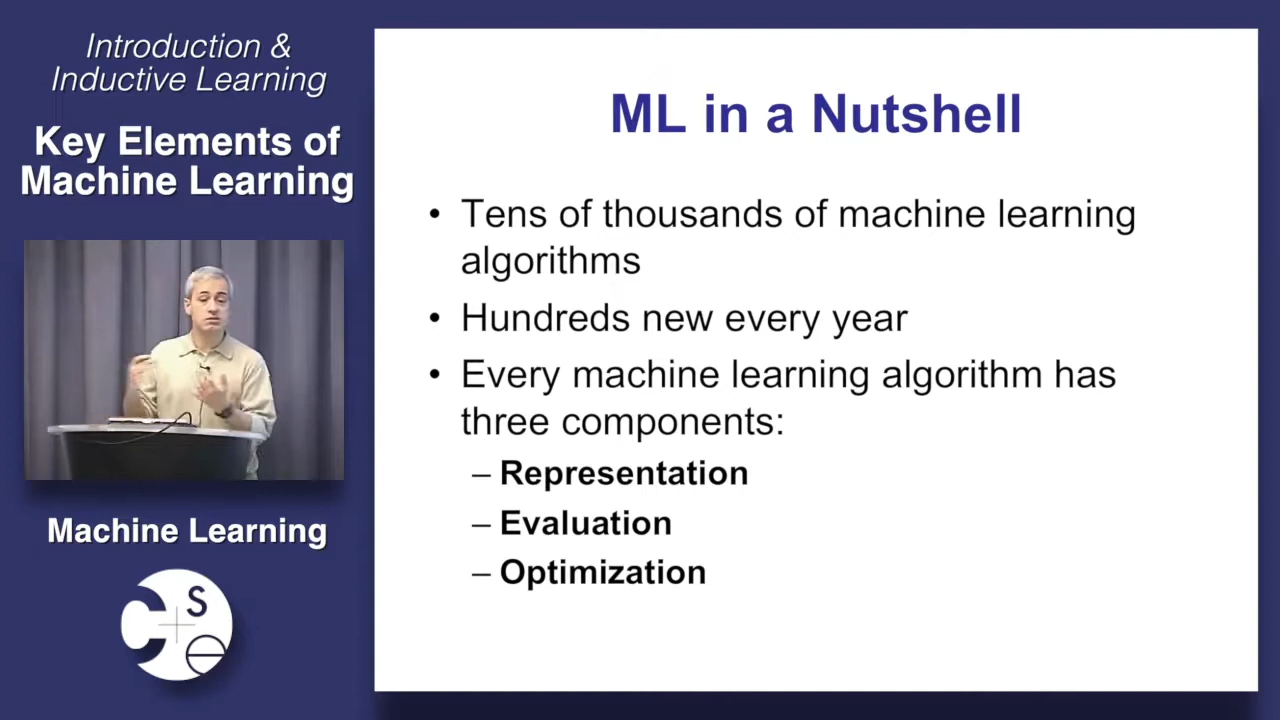 Introduction &
Inductive Learning
Key Elements of
Machine Learning
Machine Learning
cse
ML in a Nutshell
• Tens of thousands of machine learning
algorithms
• Hundreds new every year
• Every machine learning algorithm has
three components:
– Representation
– Evaluation
– Optimization